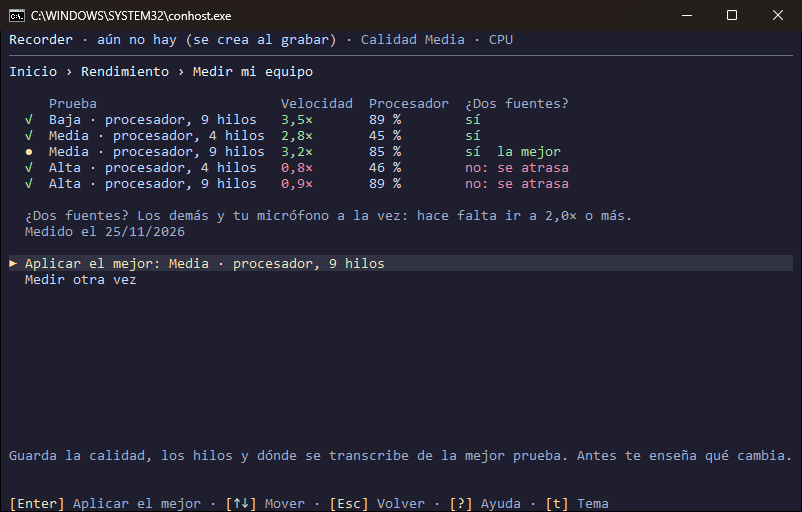 C:\WINDOWS\SYSTEM32\conhost.exe
Recorder · aún no hay (se crea al grabar) · Calidad Media · CPU
Inicio › Rendimiento › Medir mi equipo
Prueba Velocidad Procesador ¿Dos fuentes?
√ Baja · procesador, 9 hilos 3,5× 89 % sí
√ Media · procesador, 4 hilos 2,8× 45 % sí
● Media · procesador, 9 hilos 3,2× 85 % sí la mejor
√ Alta · procesador, 4 hilos 0,8× 46 % no: se atrasa
√ Alta · procesador, 9 hilos 0,9× 89 % no: se atrasa
¿Dos fuentes? Los demás y tu micrófono a la vez: hace falta ir a 2,0× o más.
Medido el 25/11/2026
► Aplicar el mejor: Media · procesador, 9 hilos
Medir otra vez
Guarda la calidad, los hilos y dónde se transcribe de la mejor prueba. Antes te enseña qué cambia.
[Enter] Aplicar el mejor · [↑↓] Mover · [Esc] Volver · [?] Ayuda · [t] Tema